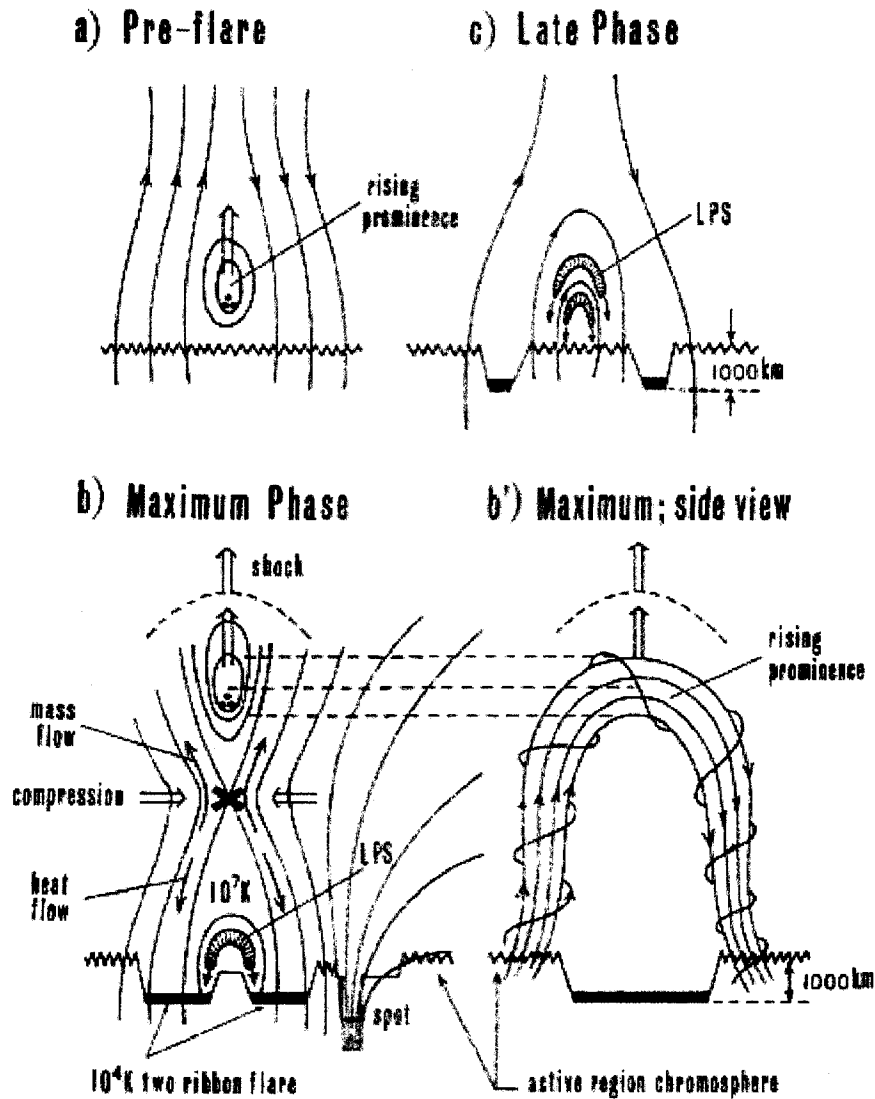 a) Pre-flare
c) Late Phase
rising
prominence
LPS
1000km
b) Maximum Phase
b') Maximum; side view
shock
rising
prominence
mass
flow
compression
heat
flow
10⁷K
LPS
1000km
spot
10⁴K two ribbon flare
active region chromosphere